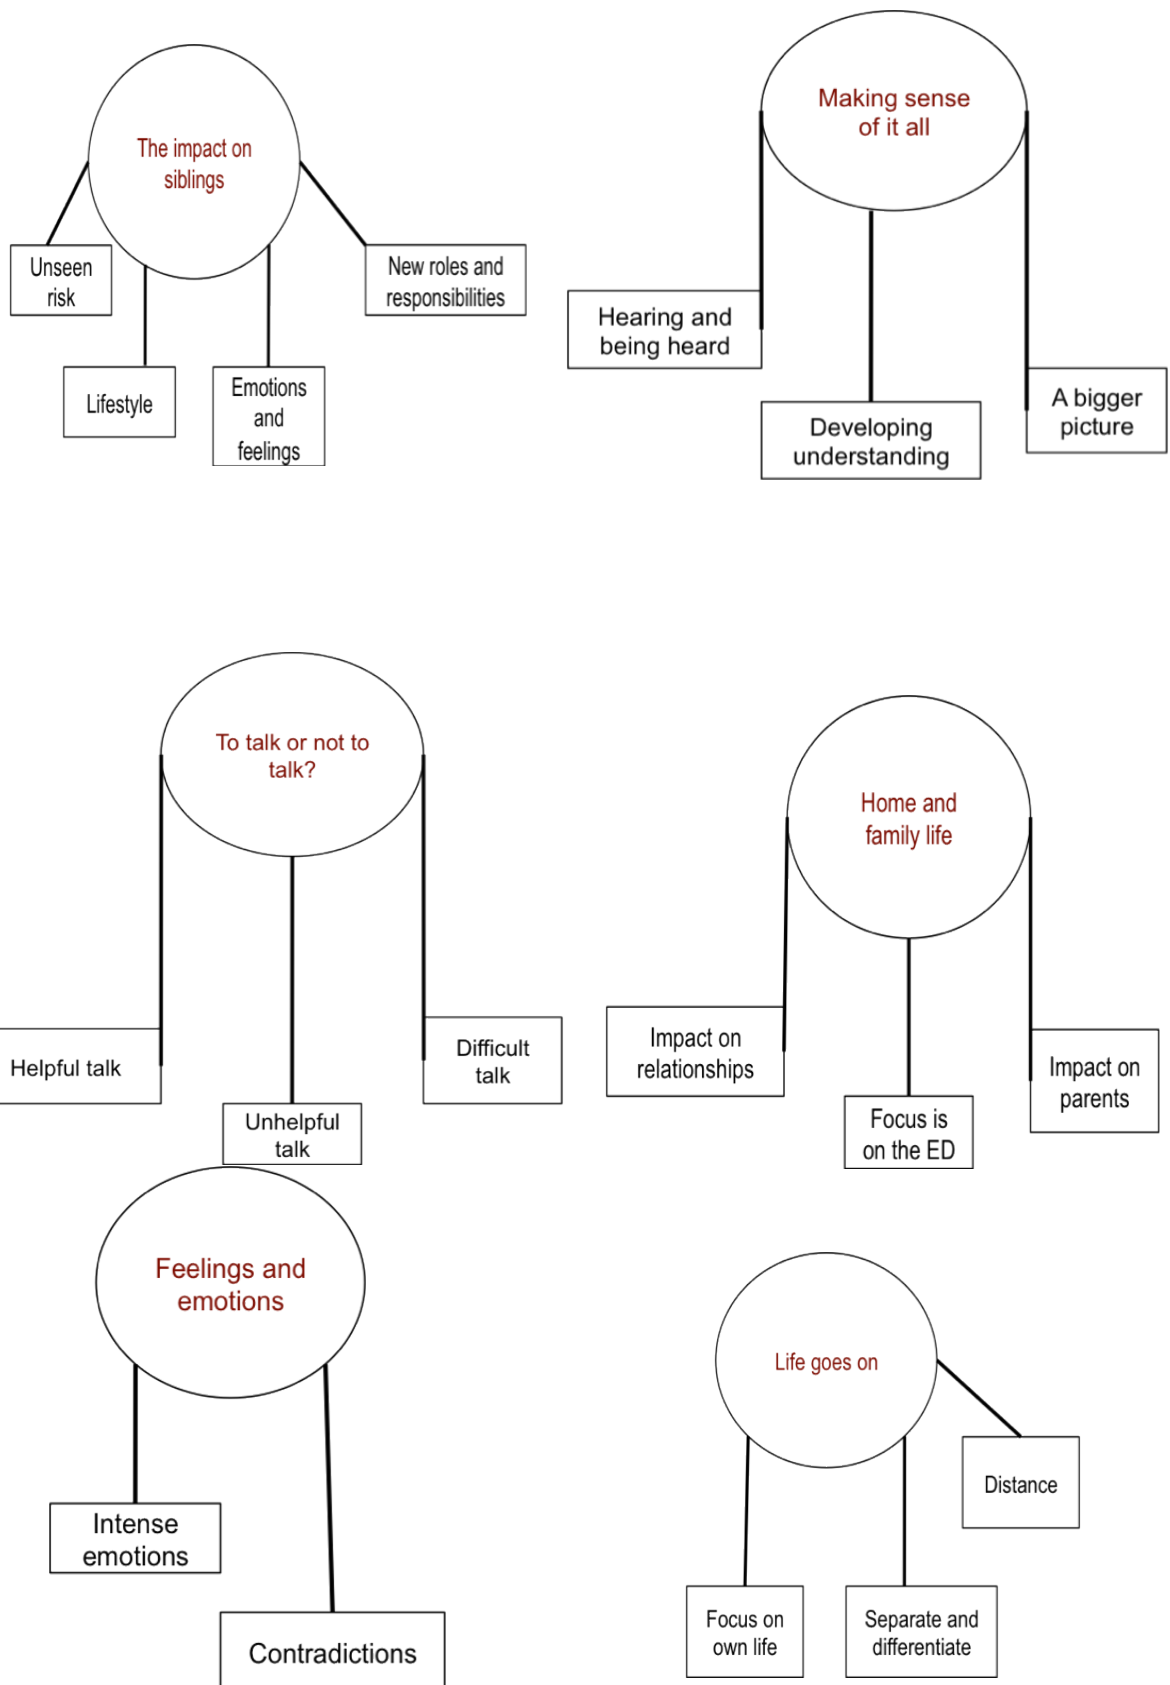 The impact on
siblings
Unseen
risk
Lifestyle
Emotions
and
feelings
New roles and
responsibilities
Making sense
of it all
Hearing and
being heard
Developing
understanding
A bigger
picture
To talk or not to
talk?
Helpful talk
Unhelpful
talk
Difficult
talk
Home and
family life
Impact on
relationships
Focus is
on the ED
Impact on
parents
Feelings and
emotions
Intense
emotions
Contradictions
Life goes on
Focus on
own life
Separate and
differentiate
Distance